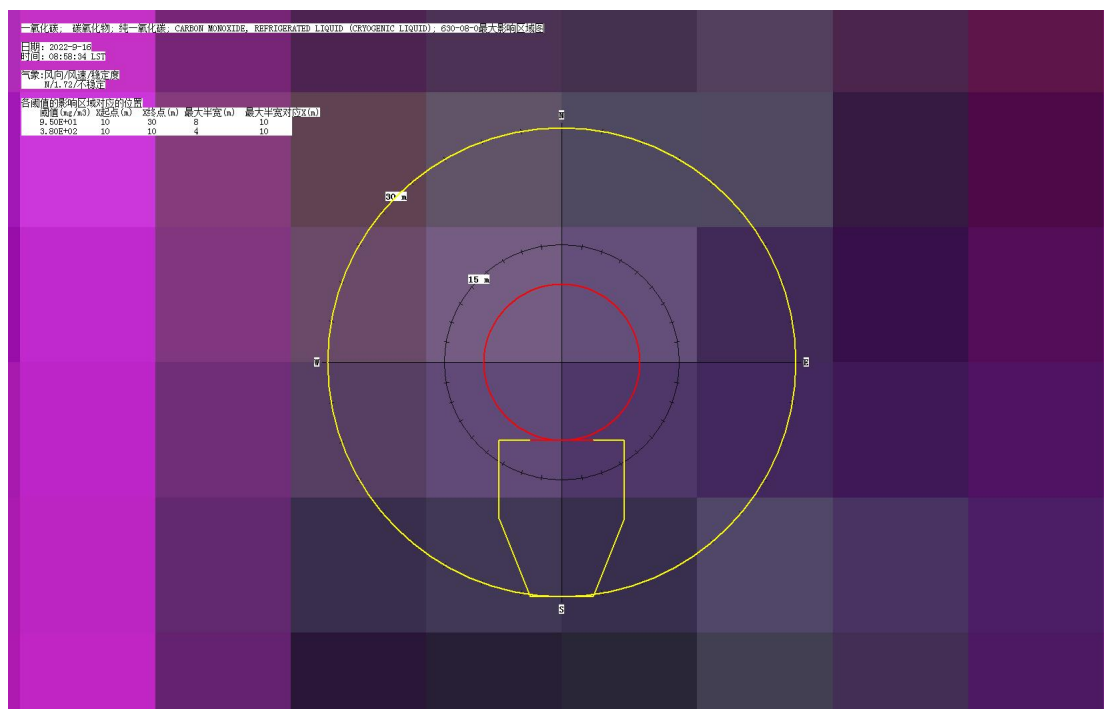 一氧化碳; 碳氧化物; 纯一氧化碳; CARBON MONOXIDE, REFRIGERATED LIQUID (CRYOGENIC LIQUID); 630-08-0最大影响区域图
日期: 2022-9-16
时间: 08:58:34 LST
气象:风向/风速/稳定度
N/1.72/不稳定
各阈值的影响区域对应的位置
阈值(mg/m3) X起点(m) X终点(m) 最大半宽(m) 最大半宽对应X(m)
9.50E+01 10 30 8 10
3.80E+02 10 10 4 10
N
30 m
15 m
W
E
S